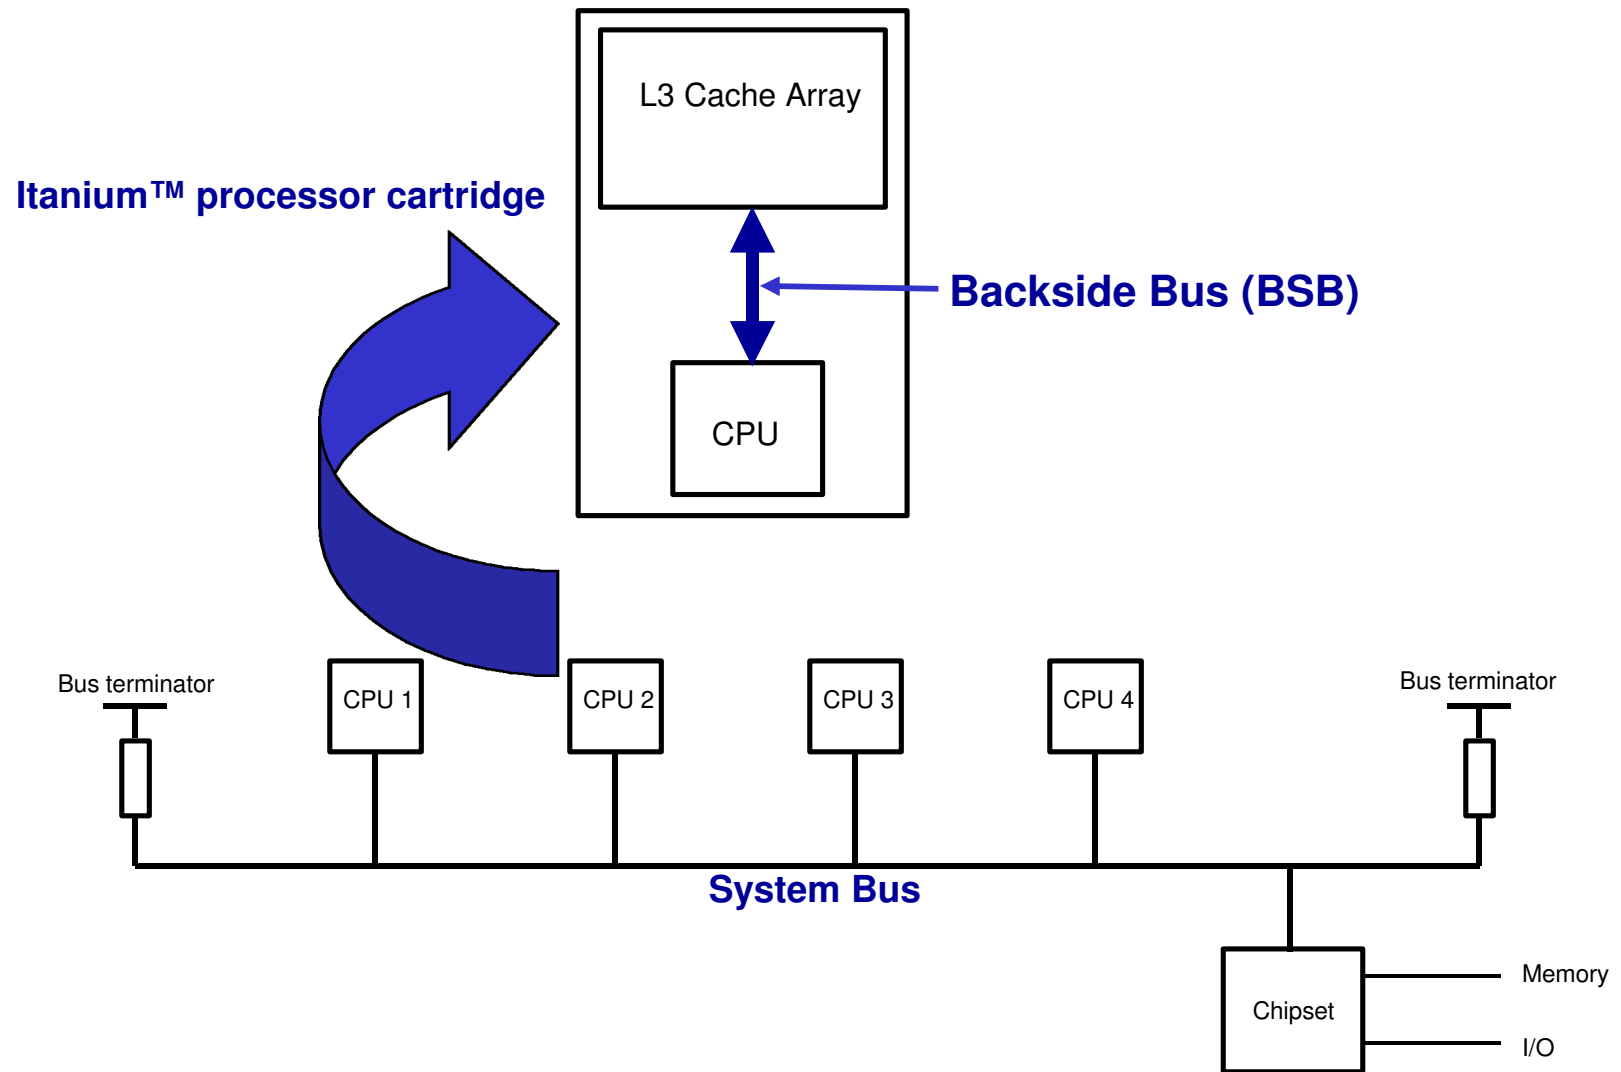 L3 Cache Array
Itanium™ processor cartridge
Backside Bus (BSB)
CPU
Bus terminator
CPU 1
CPU 2
CPU 3
CPU 4
Bus terminator
System Bus
Memory
Chipset
I/O